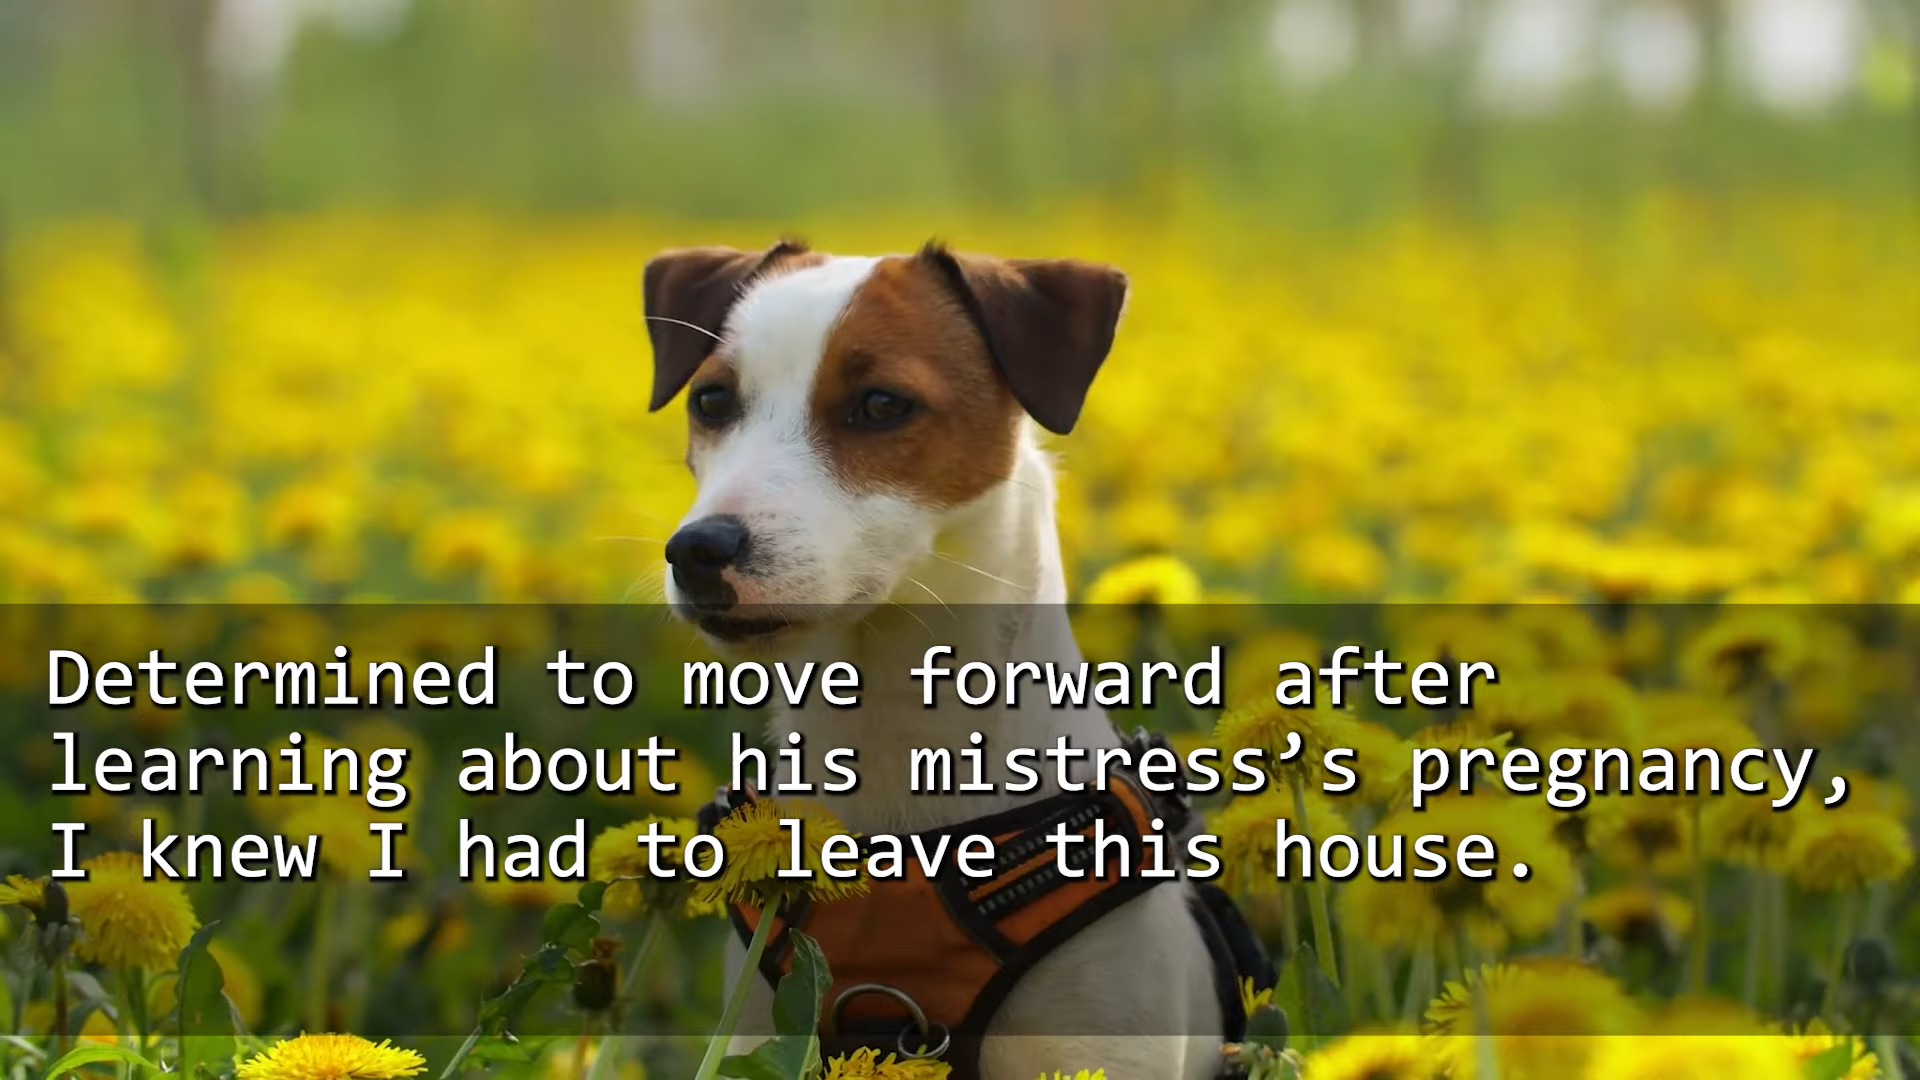 Determined to move forward after
learning about his mistress’s pregnancy,
I knew I had to leave this house.